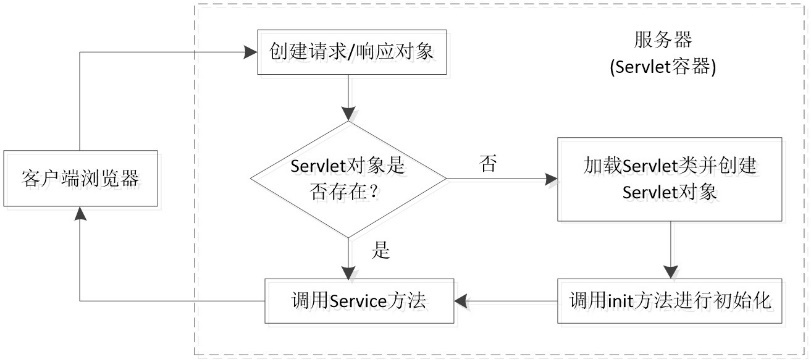 创建请求/响应对象
服务器
(Servlet容器)
客户端浏览器
Servlet对象是
否存在？
否
加载Servlet类并创建
Servlet对象
是
调用Service方法
调用init方法进行初始化